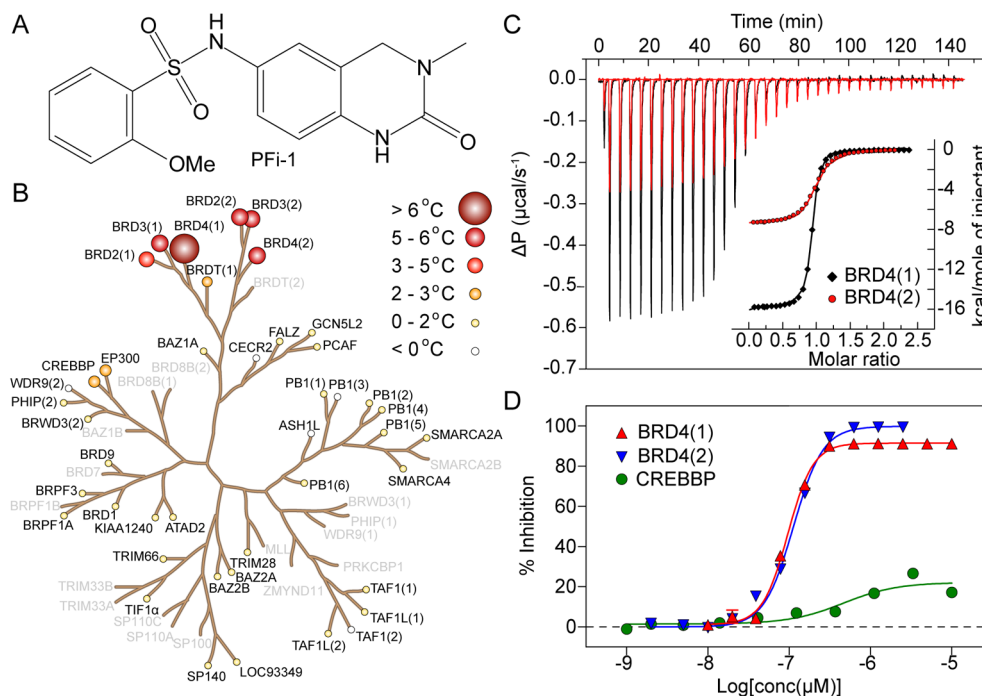 A
O
H
N
S
O
N
N
H
O
OMe
PFi-1
B
BRD2(2)
BRD3(2)
BRD3(1)
BRD4(1)
BRD2(1)
BRD4(2)
BRDT(1)
BRDT(2)
> 6°C
5 - 6°C
3 - 5°C
2 - 3°C
0 - 2°C
< 0°C
BAZ1A
CECR2
FALZ
GCN5L2
PCAF
BRD8B(2)
BRD8B(1)
EP300
CREBBP
WDR9(2)
PHIP(2)
BRWD3(2)
BAZ1B
BRD9
BRD7
BRPF3
BRPF1B
BRPF1A
BRD1
KIAA1240
ATAD2
PB1(1)
PB1(3)
PB1(2)
PB1(4)
PB1(5)
ASH1L
SMARCA2A
SMARCA2B
SMARCA4
PB1(6)
BRWD3(1)
PHIP(1)
WDR9(1)
MLL
PRKCBP1
TRIM28
ZMYND11
TRIM66
BAZ2A
BAZ2B
TRIM33B
TRIM33A
TIF1α
SP110C
SP110A
SP100
SP140
LOC93349
TAF1(1)
TAF1L(1)
TAF1(2)
TAF1L(2)
C
Time (min)
0 20 40 60 80 100 120 140
0.0
-0.1
-0.2
-0.3
-0.4
-0.5
-0.6
-0.7
ΔP (µcal/s⁻¹)
0
-4
-8
-12
-16
kcal/mole of injectant
BRD4(1)
BRD4(2)
0.0 0.5 1.0 1.5 2.0 2.5
Molar ratio
D
100
80
60
40
20
0
% Inhibition
BRD4(1)
BRD4(2)
CREBBP
-9 -8 -7 -6 -5
Log[conc(µM)]